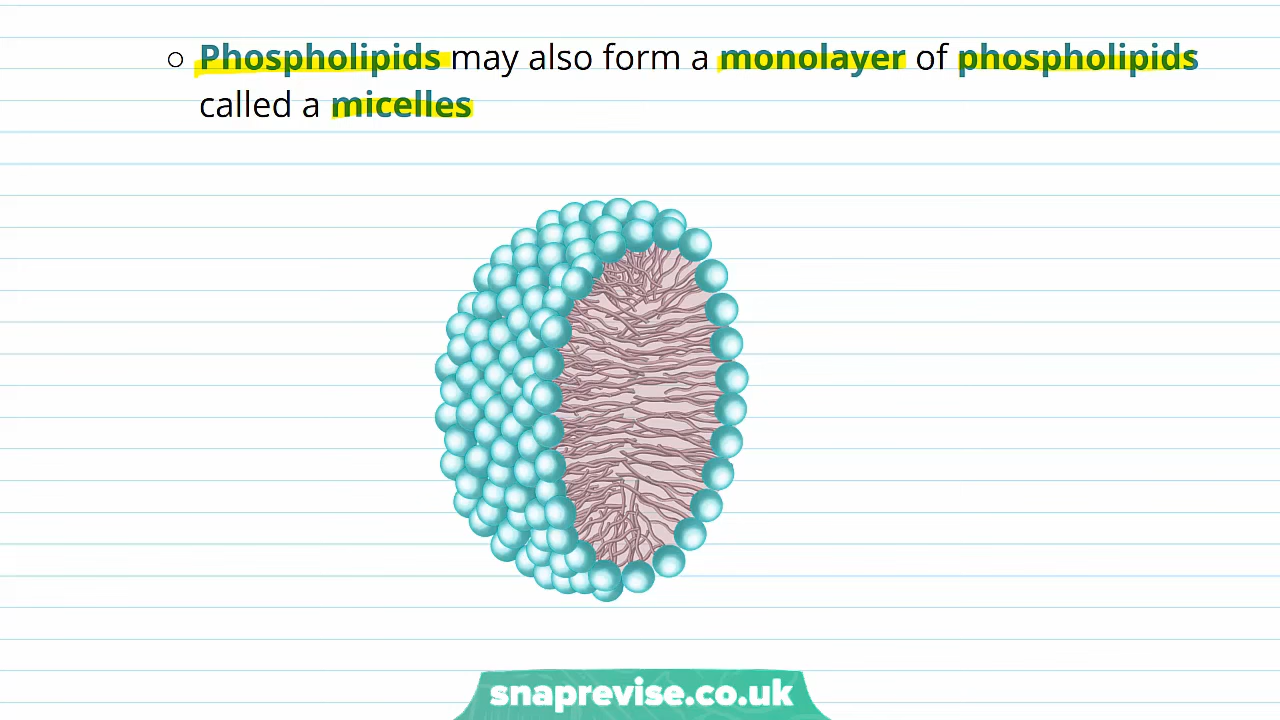 Phospholipids may also form a monolayer of phospholipids
called a micelles
snaprevise.co.uk